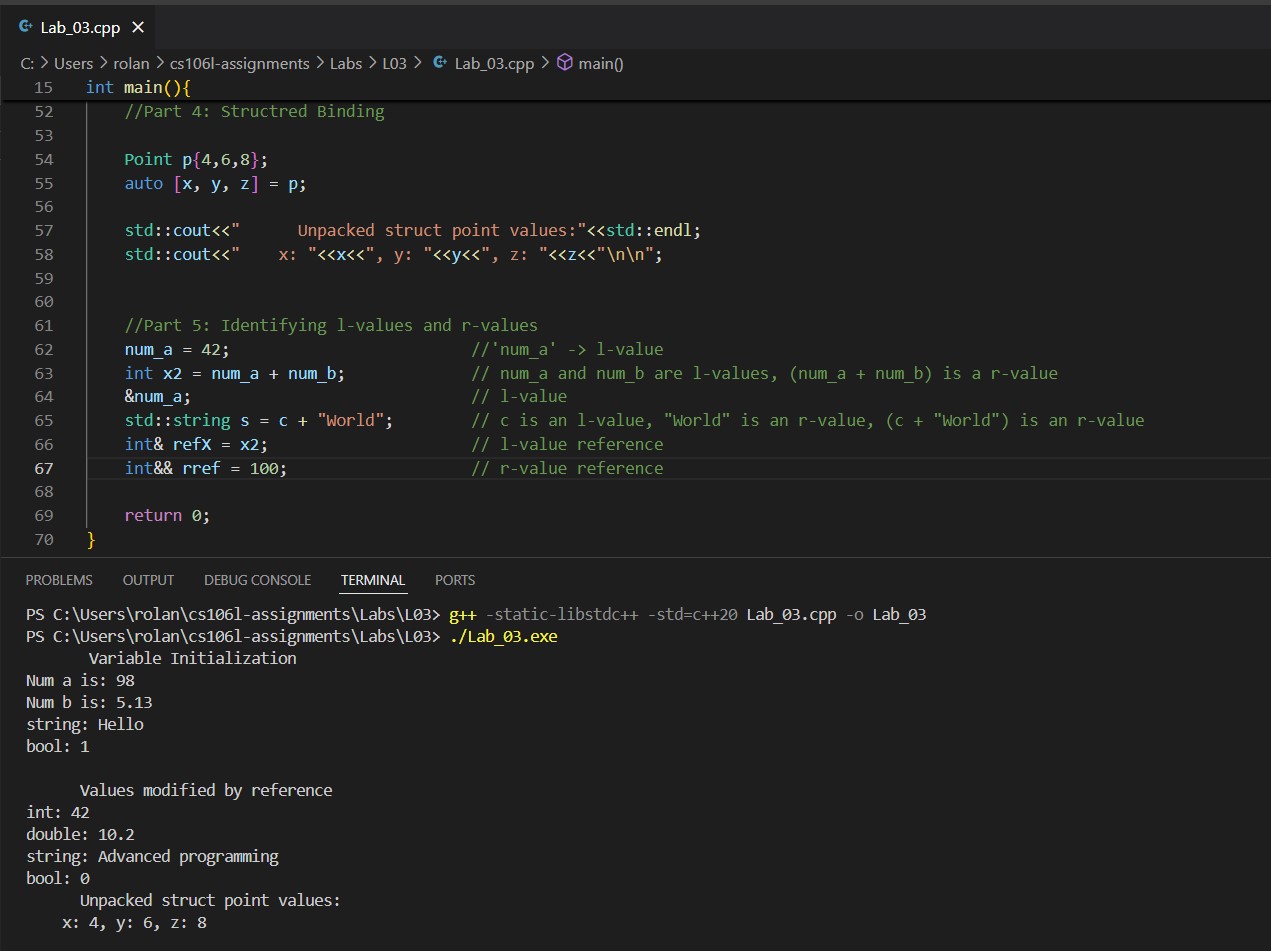 Lab_03.cpp
C: > Users > rolan > cs106l-assignments > Labs > L03 > Lab_03.cpp > main()
15 int main(){
52 //Part 4: Structred Binding
53
54 Point p{4,6,8};
55 auto [x, y, z] = p;
56
57 std::cout<<"      Unpacked struct point values:"<<std::endl;
58 std::cout<<"    x: "<<x<<", y: "<<y<<", z: "<<z<<"\n\n";
59
60
61 //Part 5: Identifying l-values and r-values
62 num_a = 42; //'num_a' -> l-value
63 int x2 = num_a + num_b; // num_a and num_b are l-values, (num_a + num_b) is a r-value
64 &num_a; // l-value
65 std::string s = c + "World"; // c is an l-value, "World" is an r-value, (c + "World") is an r-value
66 int& refX = x2; // l-value reference
67 int&& rref = 100; // r-value reference
68
69 return 0;
70 }
PROBLEMS OUTPUT DEBUG CONSOLE TERMINAL PORTS
PS C:\Users\rolan\cs106l-assignments\Labs\L03> g++ -static-libstdc++ -std=c++20 Lab_03.cpp -o Lab_03
PS C:\Users\rolan\cs106l-assignments\Labs\L03> ./Lab_03.exe
Variable Initialization
Num a is: 98
Num b is: 5.13
string: Hello
bool: 1
Values modified by reference
int: 42
double: 10.2
string: Advanced programming
bool: 0
Unpacked struct point values:
x: 4, y: 6, z: 8